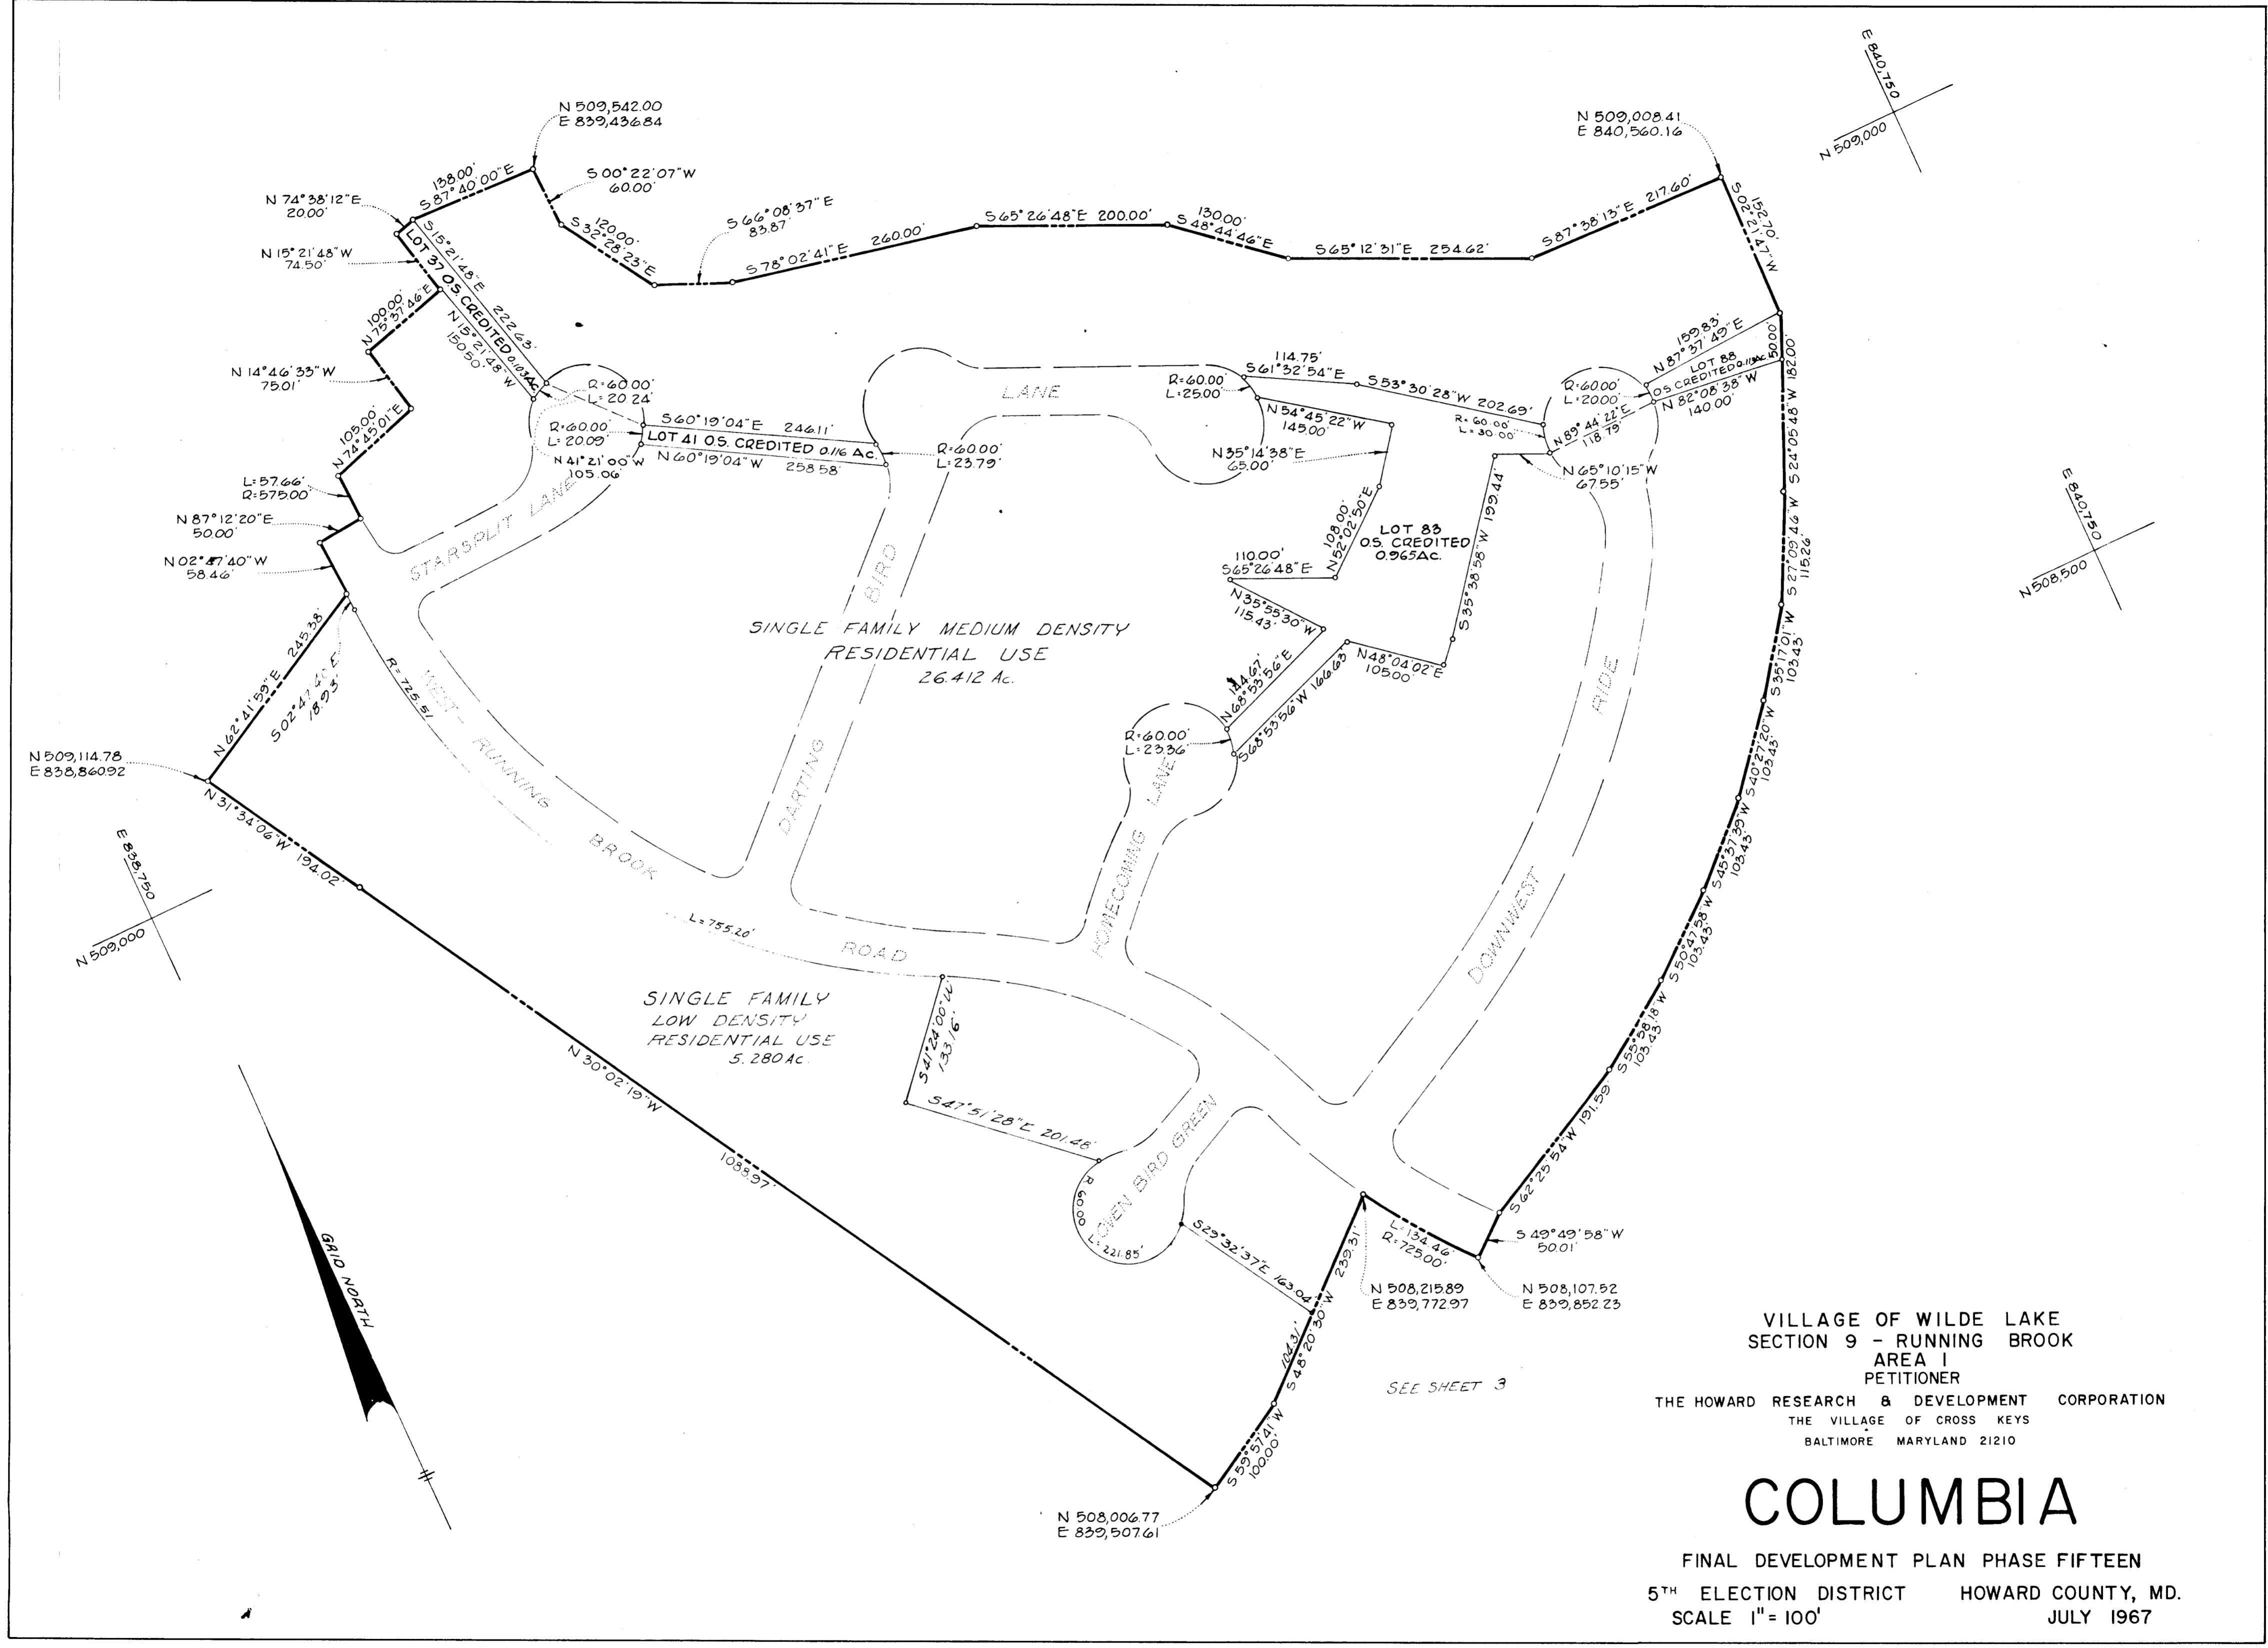 N 509,542.00
E 839,436.84
N 509,008.41
E 840,560.16
E 840,750
N 509,000
138.00'
S 87°40'00"E
S 00°22'07"W
60.00'
N 74°38'12"E
20.00'
N 15°21'48"W
74.50'
S 15°21'48"E 222.63'
LOT 37 O.S. CREDITED 0.103 AC.
N 15°21'48"W
150.50'
120.00'
S 32°28'23"E
S 66°08'37"E
83.87'
S 78°02'41"E 260.00'
S 65°26'48"E 200.00'
130.00'
S 48°44'46"E
S 65°12'31"E 254.62'
S 87°38'13"E 217.60'
152.70'
S 02°21'47"W
100.00'
N 75°37'46"E
N 14°46'33"W
75.01'
105.00'
N 74°45'01"E
L=57.66'
R=575.00'
N 87°12'20"E
50.00'
N 02°47'40"W
58.46'
R=60.00'
L=20.24'
R=60.00'
L=20.09'
N 41°21'00"W
105.06'
S 60°19'04"E 246.11'
LOT 41 O.S. CREDITED 0.116 AC.
N 60°19'04"W 258.58'
R=60.00'
L=23.79'
LANE
114.75'
S 61°32'54"E
R=60.00'
L=25.00'
S 53°30'28"W 202.69'
N 54°45'22"W
145.00'
N 35°14'38"E
65.00'
R=60.00'
L=30.00'
R=60.00'
L=20.00'
159.83'
N 87°37'49"E
LOT 88
O.S. CREDITED 0.113 AC.
50.00'
N 82°08'38"W
140.00'
N 89°44'22"E
118.79'
N 65°10'15"W
67.55'
S 24°05'48"W 182.00'
STARSPLIT LANE
BIRD
108.00'
N 52°02'50"E
LOT 83
O.S. CREDITED
0.965 AC.
S 35°38'58"W 199.44'
110.00'
S 65°26'48"E
N 35°55'30"W
115.43'
S 27°09'46"W
115.26'
E 840,750
N 508,500
SINGLE FAMILY MEDIUM DENSITY
RESIDENTIAL USE
26.412 Ac.
N 62°41'59"E 245.38'
S 02°47'40"E
18.93'
R=725.51'
144.67'
N 68°53'56"E
S 68°53'56"W 166.63'
N 48°04'02"E
105.00'
R=60.00'
L=23.36'
S 35°17'01"W
103.43'
S 40°27'20"W
103.43'
S 45°37'39"W
103.43'
S 50°47'58"W
103.43'
S 55°58'18"W
103.43'
S 62°25'54"W 191.59'
N 509,114.78
E 838,860.92
N 31°34'06"W 194.02'
E 838,750
N 509,000
WEST-RUNNING
BROOK
ROAD
DARTING
HOMECOMING LANE
DOWNWEST
RIDE
L=755.20'
SINGLE FAMILY
LOW DENSITY
RESIDENTIAL USE
5.280 AC.
S 41°24'00"W
133.16'
S 47°51'28"E 201.48'
OVEN BIRD GREEN
R 60.00
L=221.85'
S 29°32'37"E 163.04'
N 30°02'19"W
1088.97'
239.31'
104.31'
S 48°20'30"W
S 59°57'41"W
100.00'
L=134.46'
R=725.00'
S 49°49'58"W
50.01'
N 508,215.89
E 839,772.97
N 508,107.52
E 839,852.23
N 508,006.77
E 839,507.61
GRID NORTH
SEE SHEET 3
VILLAGE OF WILDE LAKE
SECTION 9 - RUNNING BROOK
AREA 1
PETITIONER
THE HOWARD RESEARCH & DEVELOPMENT CORPORATION
THE VILLAGE OF CROSS KEYS
BALTIMORE MARYLAND 21210
COLUMBIA
FINAL DEVELOPMENT PLAN PHASE FIFTEEN
5TH ELECTION DISTRICT HOWARD COUNTY, MD.
SCALE 1"=100' JULY 1967